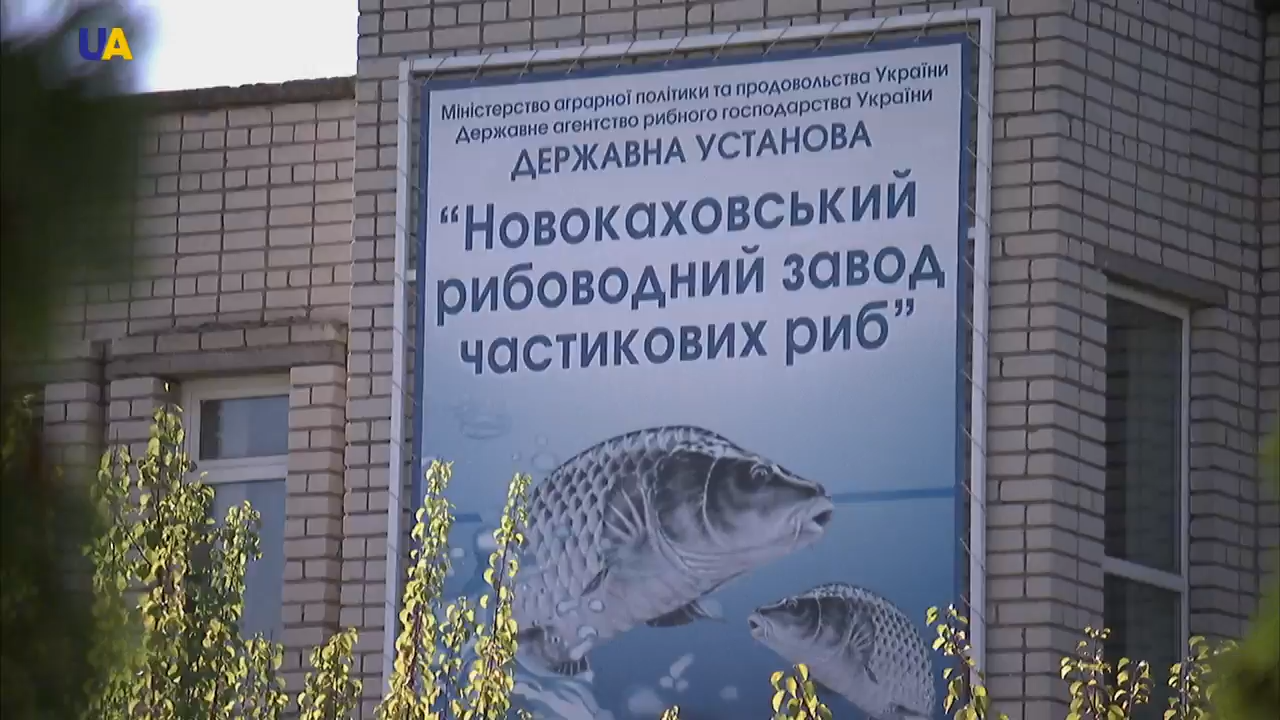 UA
Міністерство аграрної політики та продовольства України
Державне агентство рибного господарства України
ДЕРЖАВНА УСТАНОВА
“Новокаховський
рибоводний завод
частикових риб”